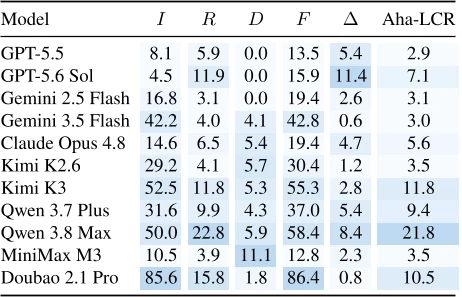 Model I R D F Δ Aha-LCR
GPT-5.5 8.1 5.9 0.0 13.5 5.4 2.9
GPT-5.6 Sol 4.5 11.9 0.0 15.9 11.4 7.1
Gemini 2.5 Flash 16.8 3.1 0.0 19.4 2.6 3.1
Gemini 3.5 Flash 42.2 4.0 4.1 42.8 0.6 3.0
Claude Opus 4.8 14.6 6.5 5.4 19.4 4.7 5.6
Kimi K2.6 29.2 4.1 5.7 30.4 1.2 3.5
Kimi K3 52.5 11.8 5.3 55.3 2.8 11.8
Qwen 3.7 Plus 31.6 9.9 4.3 37.0 5.4 9.4
Qwen 3.8 Max 50.0 22.8 5.9 58.4 8.4 21.8
MiniMax M3 10.5 3.9 11.1 12.8 2.3 3.5
Doubao 2.1 Pro 85.6 15.8 1.8 86.4 0.8 10.5